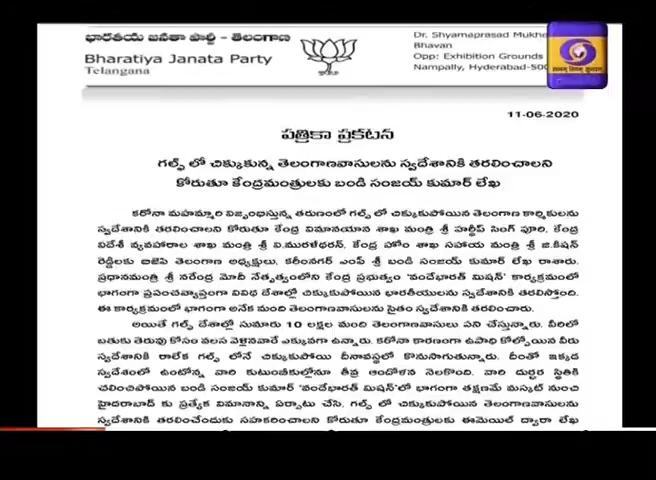 భారతీయ జనతా పార్టీ - తెలంగాణ
Bharatiya Janata Party
Telangana
Dr. Shyamaprasad Mukhe
Bhavan
Opp: Exhibition Grounds
Nampally, Hyderabad-500
सत्यम् शिवम् सुन्दरम्
11-06-2020
పత్రికా ప్రకటన
గల్ఫ్ లో చిక్కుకున్న తెలంగాణవాసులను స్వదేశానికి తరలించాలని
కోరుతూ కేంద్రమంత్రులకు బండి సంజయ్ కుమార్ లేఖ
కరోనా మహమ్మారి విజృంభిస్తున్న తరుణంలో గల్ఫ్ లో చిక్కుకుపోయిన తెలంగాణ కార్మికులను
స్వదేశానికి తరలించాలని కోరుతూ కేంద్ర విమానయాన శాఖ మంత్రి శ్రీ హర్దీప్ సింగ్ పూరి, కేంద్ర
విదేశీ వ్యవహారాల శాఖ మంత్రి శ్రీ వి.మురళీధరన్, కేంద్ర హోం శాఖ సహాయ మంత్రి శ్రీ జి.కిషన్
రెడ్డిలకు బిజెపి తెలంగాణ అధ్యక్షులు, కరీంనగర్ ఎంపీ శ్రీ బండి సంజయ్ కుమార్ లేఖ రాశారు.
ప్రధానమంత్రి శ్రీ నరేంద్ర మోదీ నేతృత్వంలోని కేంద్ర ప్రభుత్వం 'వందేభారత్ మిషన్' కార్యక్రమంలో
భాగంగా ప్రపంచవ్యాప్తంగా వివిధ దేశాల్లో చిక్కుకుపోయిన భారతీయులను స్వదేశానికి తరలిస్తోంది.
ఈ కార్యక్రమంలో భాగంగా అనేక మంది తెలంగాణవాసులను సైతం స్వదేశానికి తరలించారు.
అయితే గల్ఫ్ దేశాల్లో సుమారు 10 లక్షల మంది తెలంగాణవాసులు పని చేస్తున్నారు. వీరిలో
బతుకు తెరువు కోసం వలస వెళ్లినవారే ఎక్కువగా ఉన్నారు. కరోనా కారణంగా ఉపాధి కోల్పోయిన వీరు
స్వదేశానికి రాలేక గల్ఫ్ లోనే చిక్కుకుపోయి దీనావస్థలో కొనసాగుతున్నారు. దీంతో ఇక్కడ
స్వదేశంలో ఉంటోన్న వారి కుటుంబీకుల్లోనూ తీవ్ర ఆందోళన నెలకొంది. వారి దుర్భర స్థితికి
చలించిపోయిన బండి సంజయ్ కుమార్ 'వందేభారత్ మిషన్'లో భాగంగా తక్షణమే మస్కట్ నుంచి
హైదరాబాద్ కు ప్రత్యేక విమానాన్ని ఏర్పాటు చేసి, గల్ఫ్ లో చిక్కుకుపోయిన తెలంగాణవాసులను
స్వదేశానికి తరలించేందుకు సహకరించాలని కోరుతూ కేంద్రమంత్రులకు ఈమెయిల్ ద్వారా లేఖ